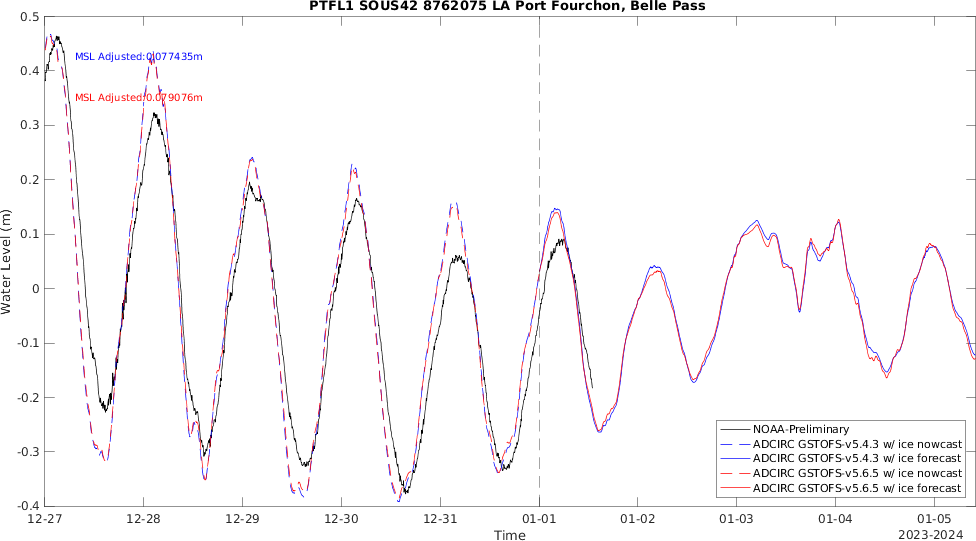 PTFL1 SOUS42 8762075 LA Port Fourchon, Belle Pass
MSL Adjusted:0.077435m
MSL Adjusted:0.079076m
Water Level (m)
0.5
0.4
0.3
0.2
0.1
0
-0.1
-0.2
-0.3
-0.4
NOAA-Preliminary
ADCIRC GSTOFS-v5.4.3 w/ ice nowcast
ADCIRC GSTOFS-v5.4.3 w/ ice forecast
ADCIRC GSTOFS-v5.6.5 w/ ice nowcast
ADCIRC GSTOFS-v5.6.5 w/ ice forecast
12-27 12-28 12-29 12-30 12-31 01-01 01-02 01-03 01-04 01-05
Time
2023-2024